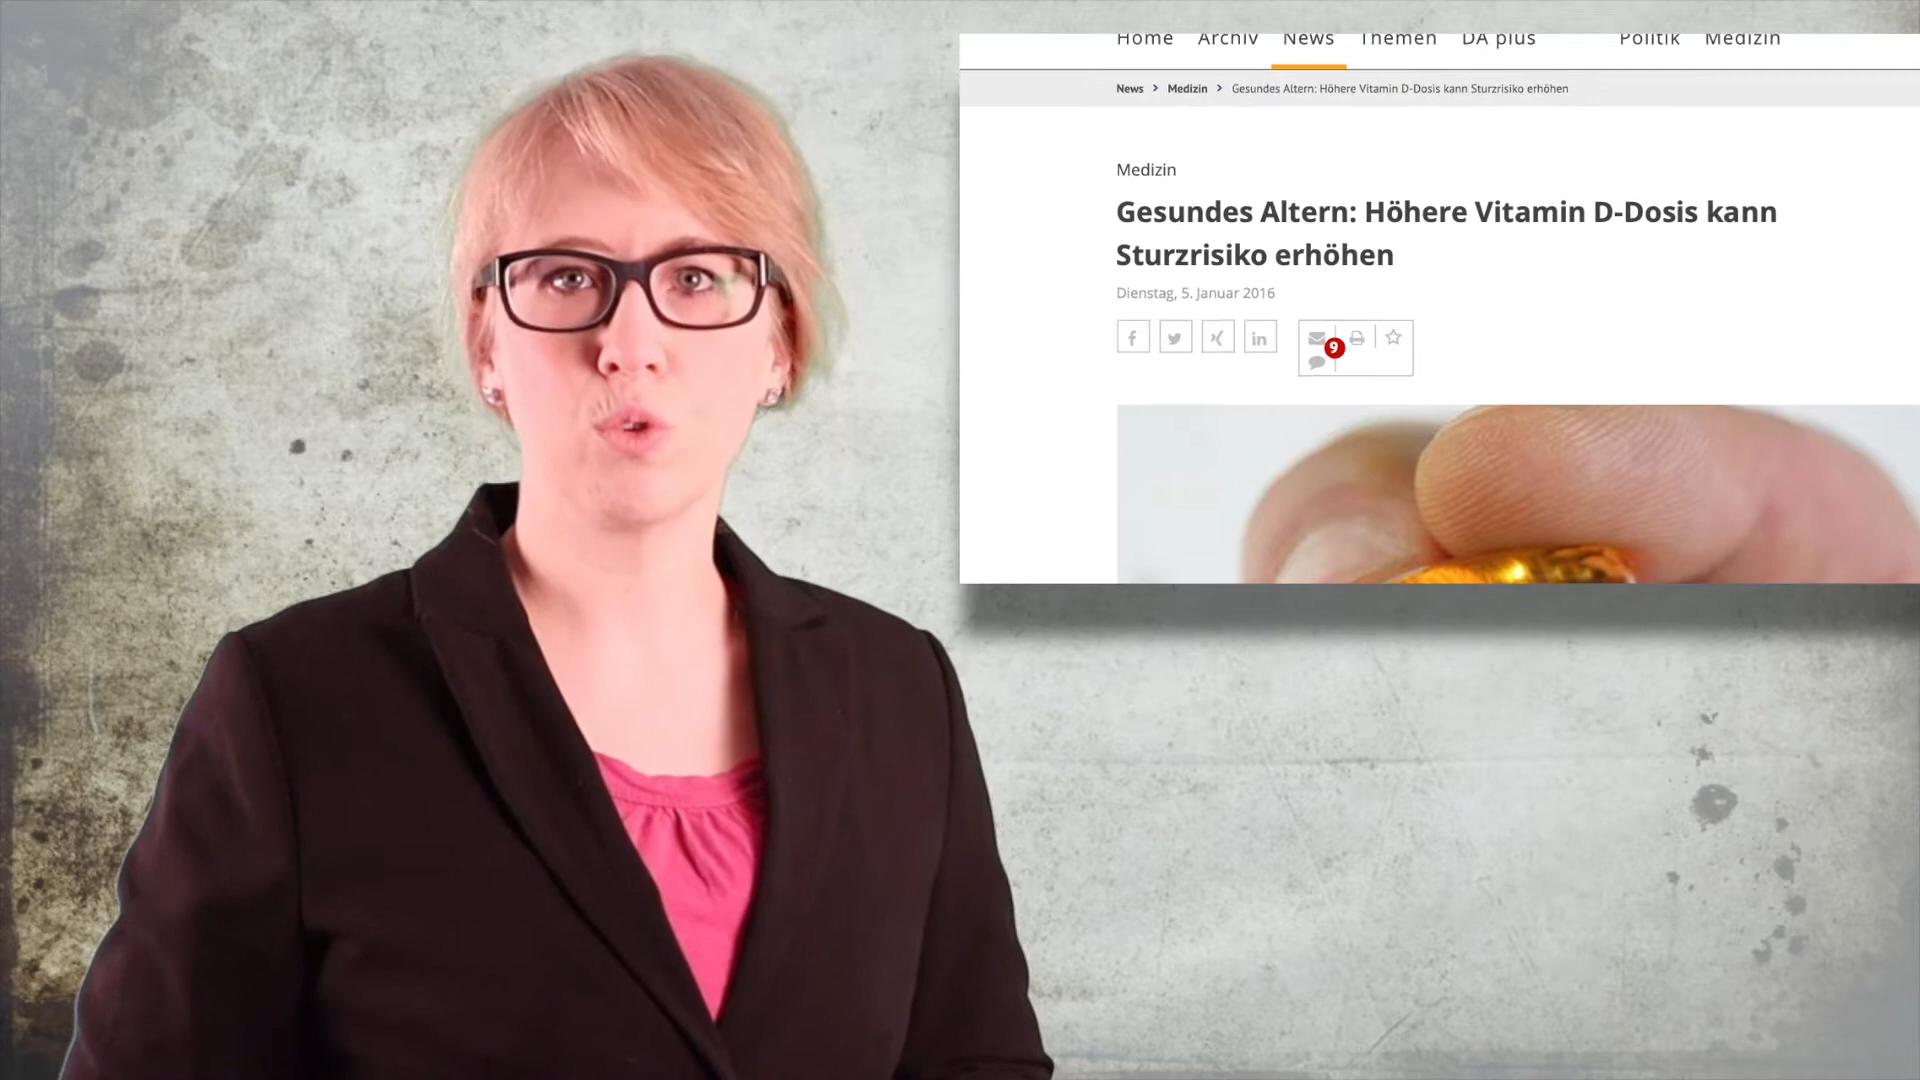 Home Archiv News Themen DA plus Politik Medizin
News > Medizin > Gesundes Altern: Höhere Vitamin D-Dosis kann Sturzrisiko erhöhen
Medizin
Gesundes Altern: Höhere Vitamin D-Dosis kann
Sturzrisiko erhöhen
Dienstag, 5. Januar 2016
9